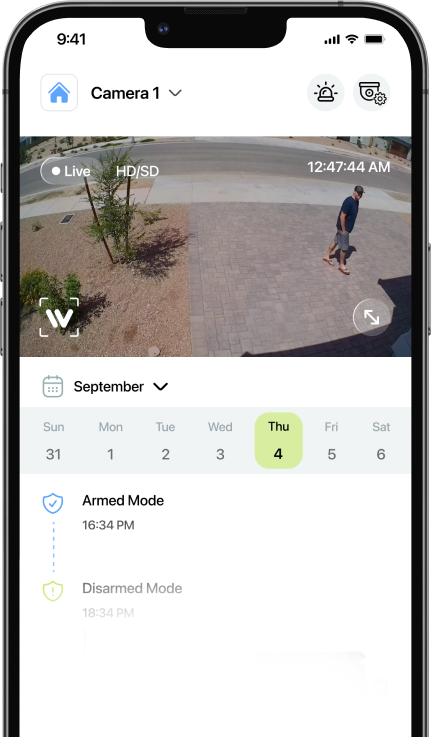 9:41
Camera 1
Live HD/SD 12:47:44 AM
W
September
Sun Mon Tue Wed Thu Fri Sat
31 1 2 3 4 5 6
Armed Mode
16:34 PM
Disarmed Mode
18:34 PM